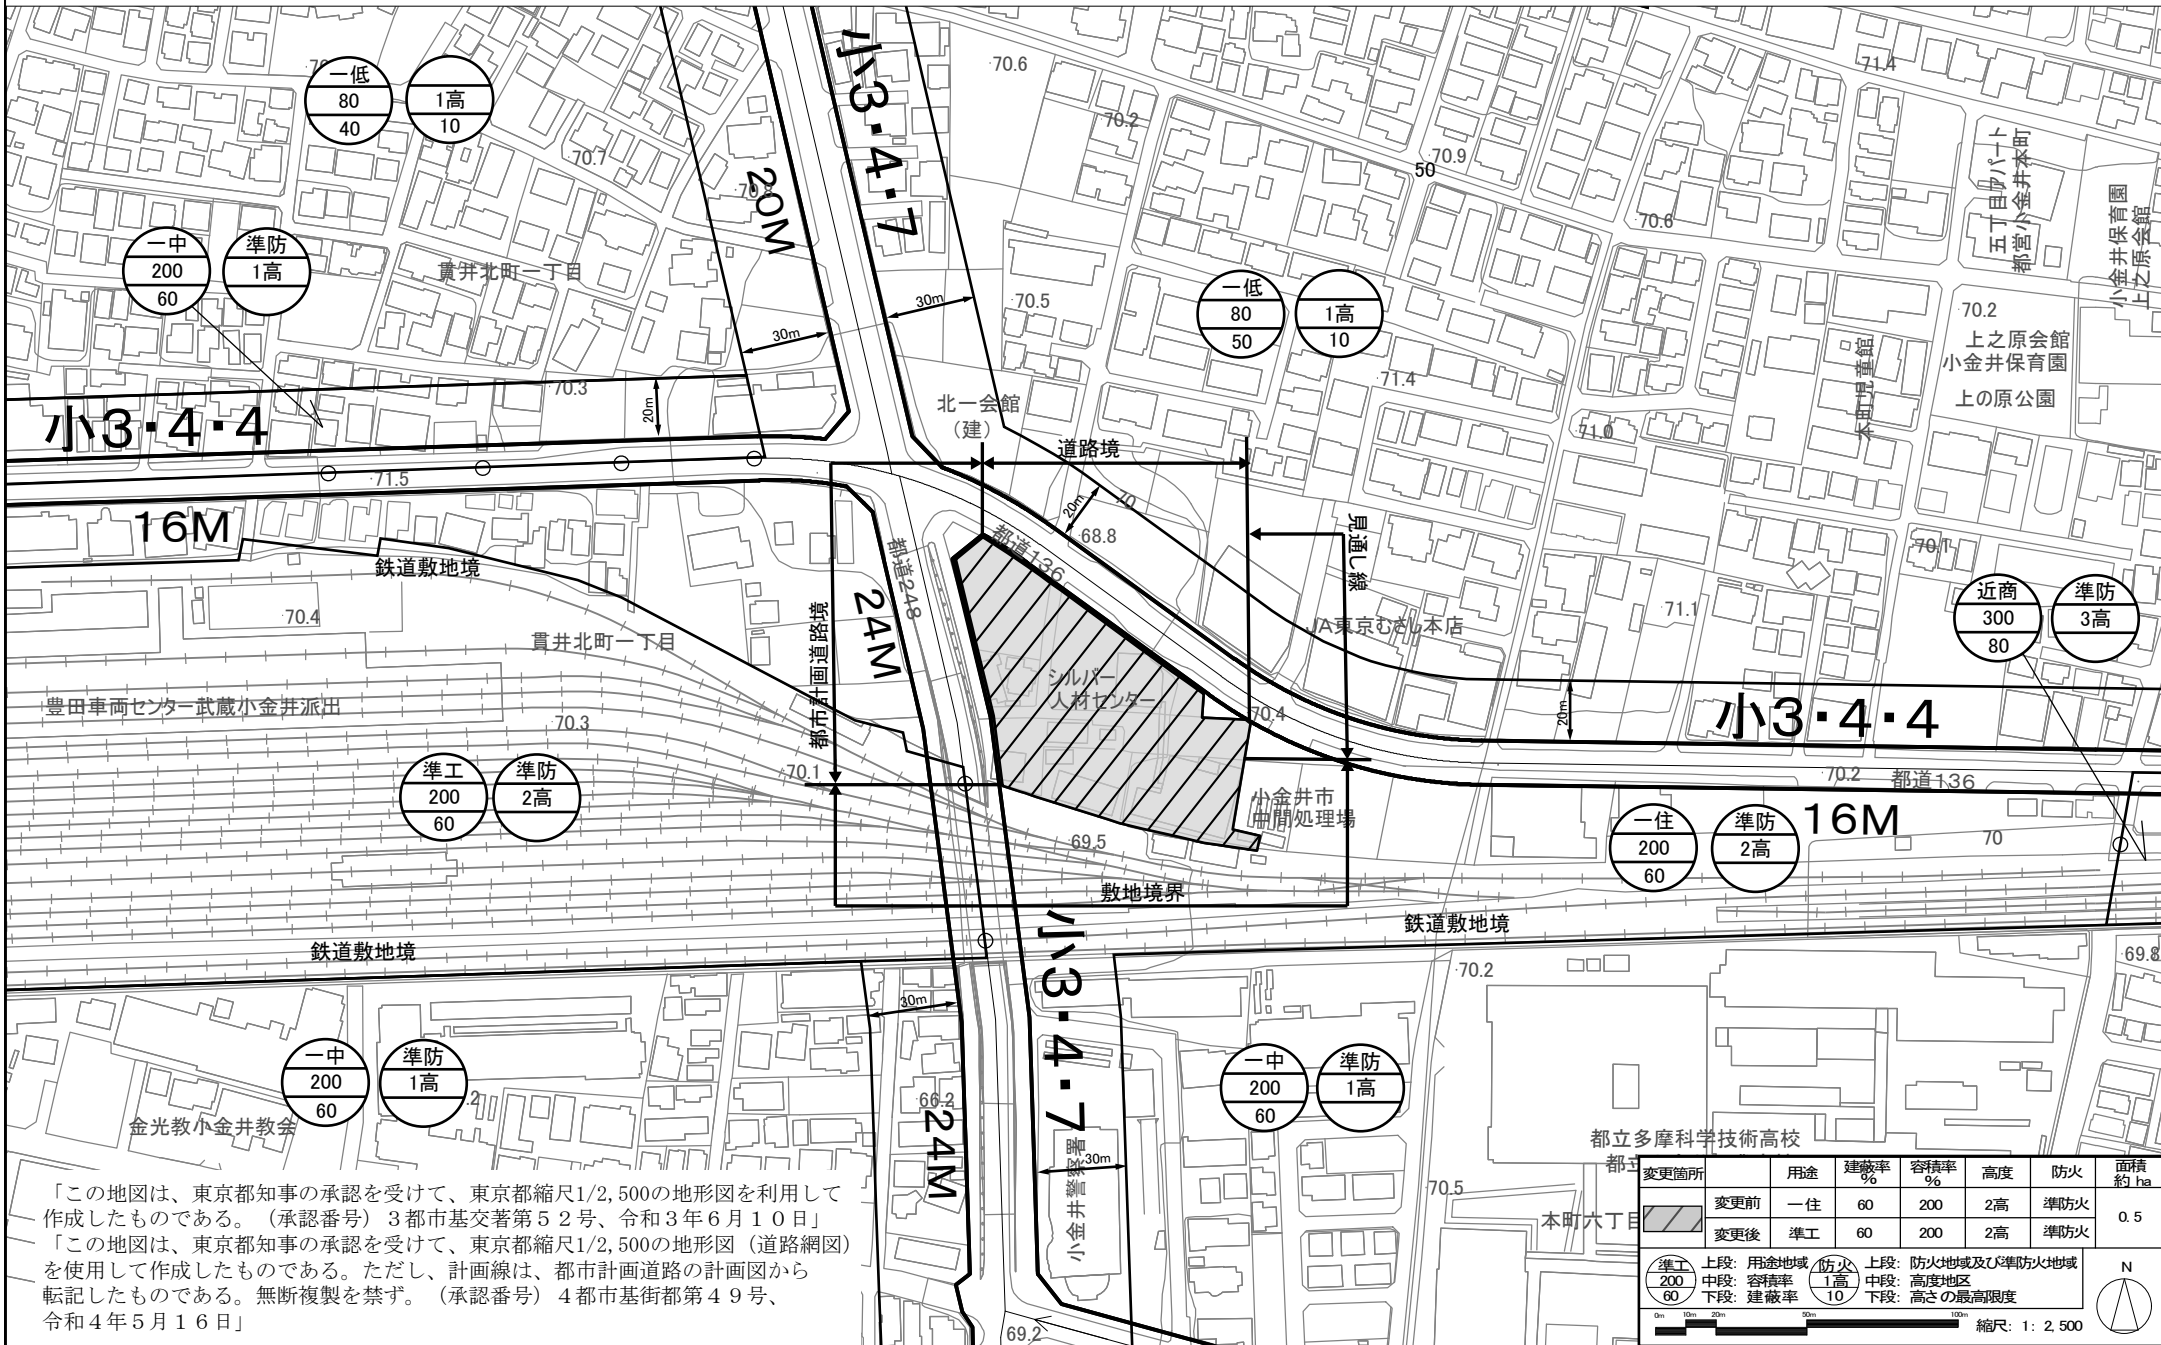 一低
80
40
1高
10
小3・4・7
20M
・70.6
70.2
・70.7
・70.9
50
71.4
・70.6
都営小金井本町
五丁目アパート
小金井保育園
上之原会館
一中
200
60
準防
1高
貫井北町一丁目
30m
30m
・70.5
一低
80
50
1高
10
・70.2
上之原会館
小金井保育園
上の原公園
本町児童館
・70.3
20m
・71.4
71.0
小3・4・4
北一会館
(建)
道路境
・71.5
16M
20m
70
・68.8
見通し線
都道136
都道248
鉄道敷地境
70.1
近商
300
80
準防
3高
・70.4
貫井北町一丁目
24M
都市計画道路境
JA東京むさし本店
・71.1
豊田車両センター武蔵小金井派出
・70.3
シルバー
人材センター
70.4
20m
小3・4・4
準工
200
60
準防
2高
・70.1
小金井市
中間処理場
・70.2
都道136
16M
一住
200
60
準防
2高
70
・69.5
敷地境界
鉄道敷地境
鉄道敷地境
小3・4・7
・70.2
・69.8
30m
一中
200
60
準防
1高
一中
200
60
準防
1高
・66.2
24M
金光教小金井教会
小金井警察署
30m
都立多摩科学技術高校
・70.5
本町六丁目
69.2
「この地図は、東京都知事の承認を受けて、東京都縮尺1/2,500の地形図を利用して
作成したものである。（承認番号）３都市基交著第５２号、令和３年６月１０日」
「この地図は、東京都知事の承認を受けて、東京都縮尺1/2,500の地形図（道路網図）
を使用して作成したものである。ただし、計画線は、都市計画道路の計画図から
転記したものである。無断複製を禁ず。（承認番号）４都市基街都第４９号、
令和４年５月１６日」
変更箇所 用途 建蔽率% 容積率% 高度 防火 面積約ha
変更前 一住 60 200 2高 準防火 0.5
変更後 準工 60 200 2高 準防火
準工 上段: 用途地域 防火 上段: 防火地域及び準防火地域
200 中段: 容積率 1高 中段: 高度地区
60 下段: 建蔽率 10 下段: 高さの最高限度
N
0m 10m 20m 50m 100m
縮尺: 1: 2,500